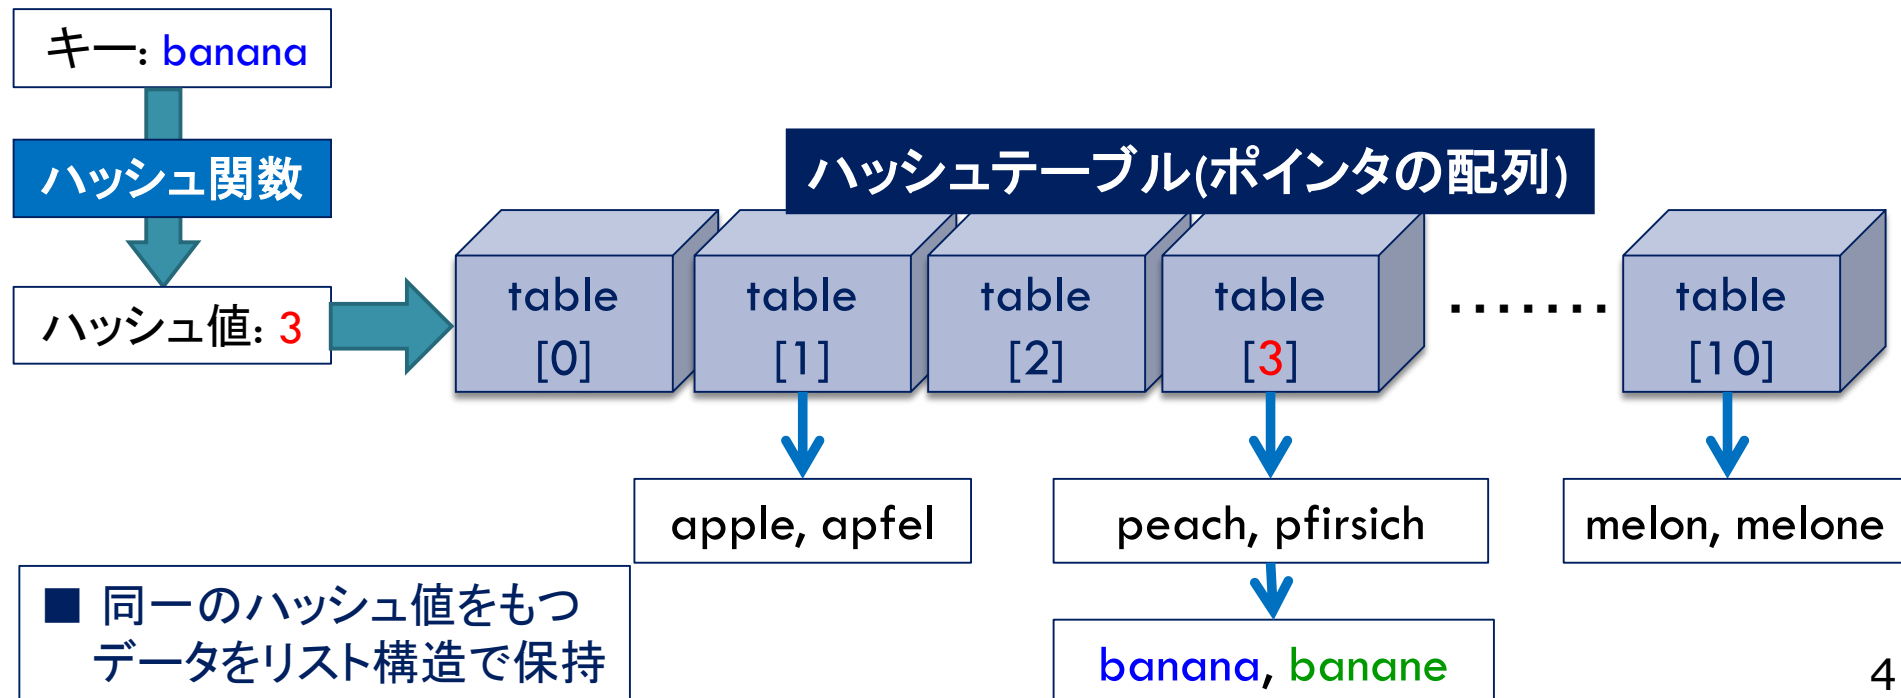 キー: banana
ハッシュ関数
ハッシュ値: 3
ハッシュテーブル(ポインタの配列)
table
[0]
table
[1]
table
[2]
table
[3]
.......
table
[10]
apple, apfel
peach, pfirsich
melon, melone
banana, banane
■ 同一のハッシュ値をもつ
データをリスト構造で保持
4